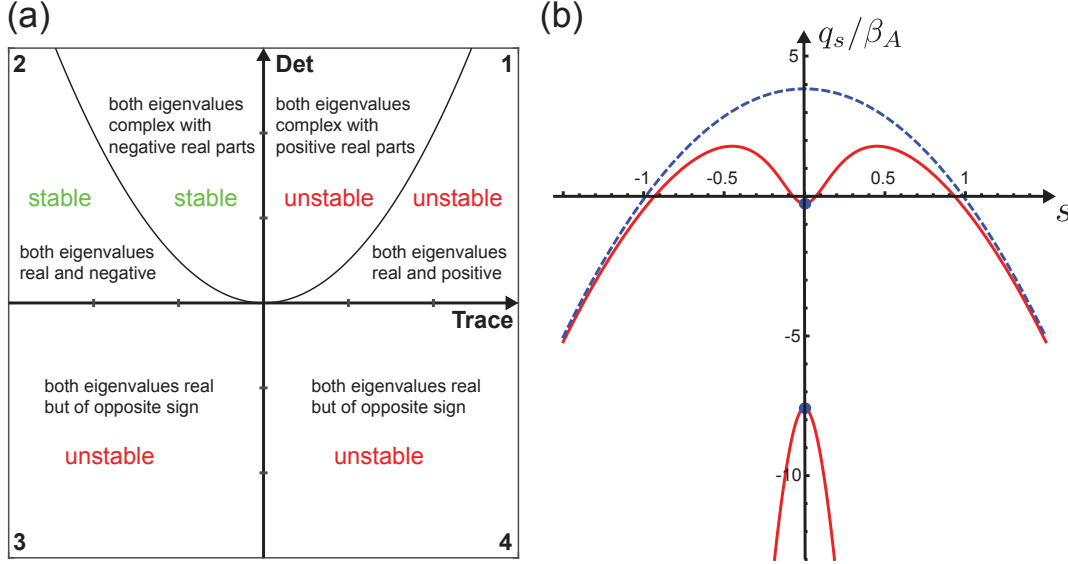 (a)
2
Det
1
both eigenvalues
complex with
negative real parts
both eigenvalues
complex with
positive real parts
stable
stable
unstable
unstable
both eigenvalues
real and negative
both eigenvalues
real and positive
Trace
both eigenvalues real
but of opposite sign
both eigenvalues real
but of opposite sign
unstable
unstable
3
4
(b)
q_s/β_A
5
-1
-0.5
0.5
1
s
-5
-10